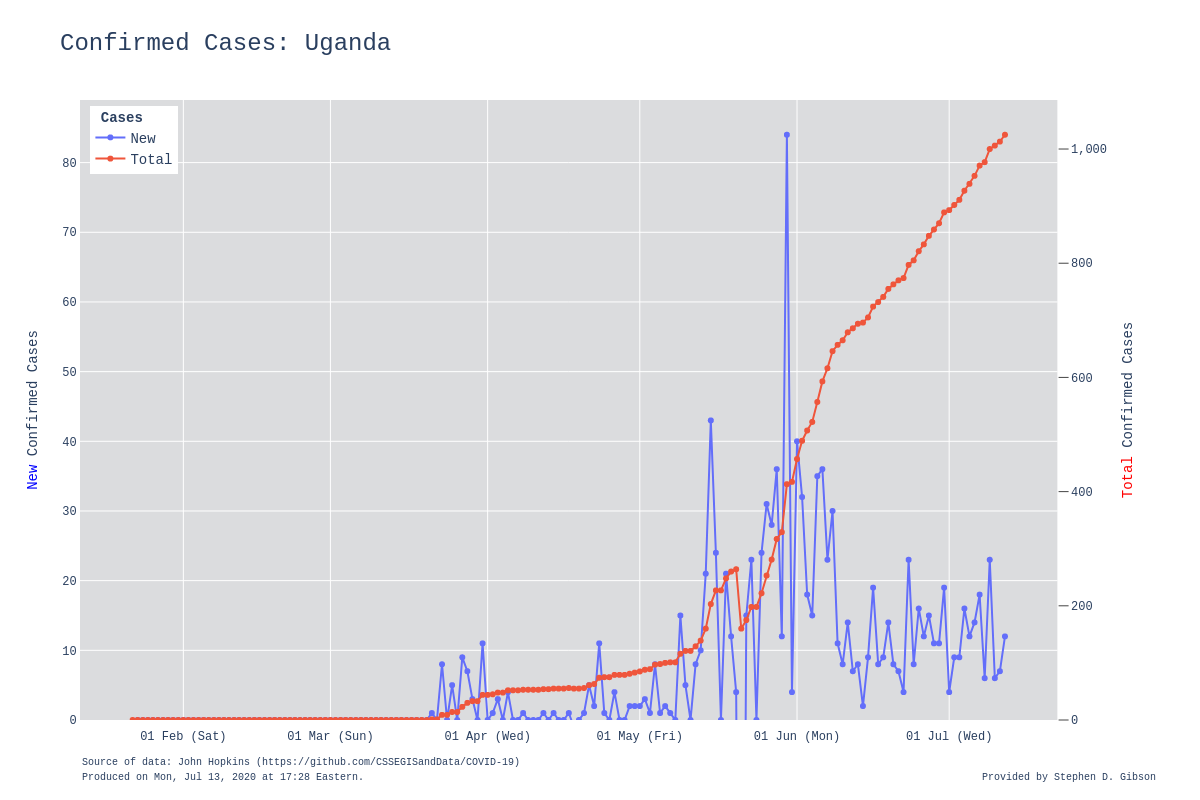 Confirmed Cases: Uganda
Cases
New
Total
80
70
60
50
40
30
20
10
0
New Confirmed Cases
1,000
800
600
400
200
0
Total Confirmed Cases
01 Feb (Sat) 01 Mar (Sun) 01 Apr (Wed) 01 May (Fri) 01 Jun (Mon) 01 Jul (Wed)
Source of data: John Hopkins (https://github.com/CSSEGISandData/COVID-19)
Produced on Mon, Jul 13, 2020 at 17:28 Eastern.
Provided by Stephen D. Gibson